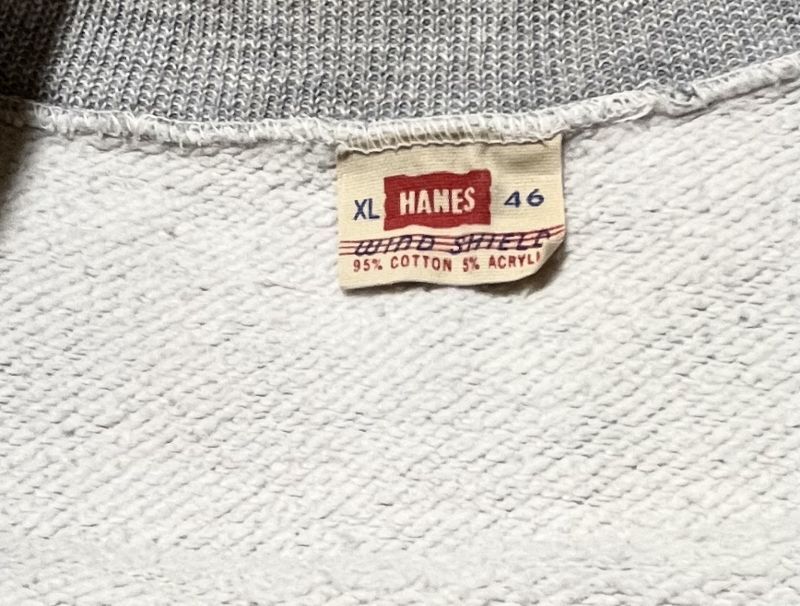 XL HANES 46
WIND SHIELD
95% COTTON 5% ACRYLI